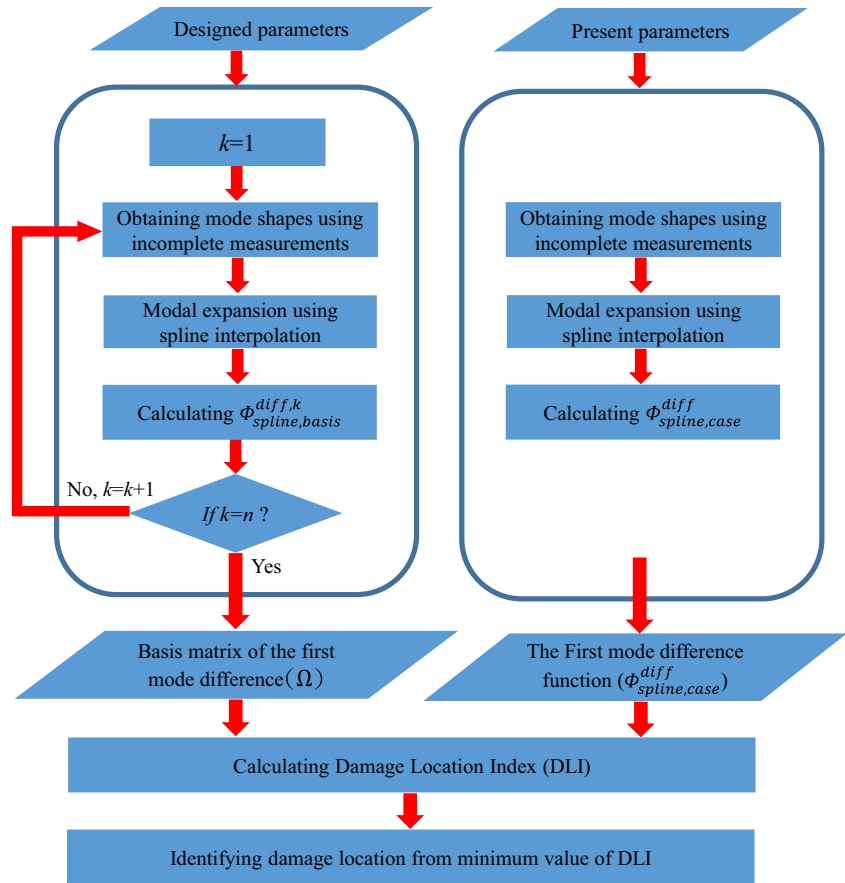 Designed parameters
k=1
Obtaining mode shapes using
incomplete measurements
Modal expansion using
spline interpolation
Calculating Φ^{diff,k}_{spline,basis}
No, k=k+1
If k=n ?
Yes
Basis matrix of the first
mode difference(Ω)
Present parameters
Obtaining mode shapes using
incomplete measurements
Modal expansion using
spline interpolation
Calculating Φ^{diff}_{spline,case}
The First mode difference
function (Φ^{diff}_{spline,case})
Calculating Damage Location Index (DLI)
Identifying damage location from minimum value of DLI